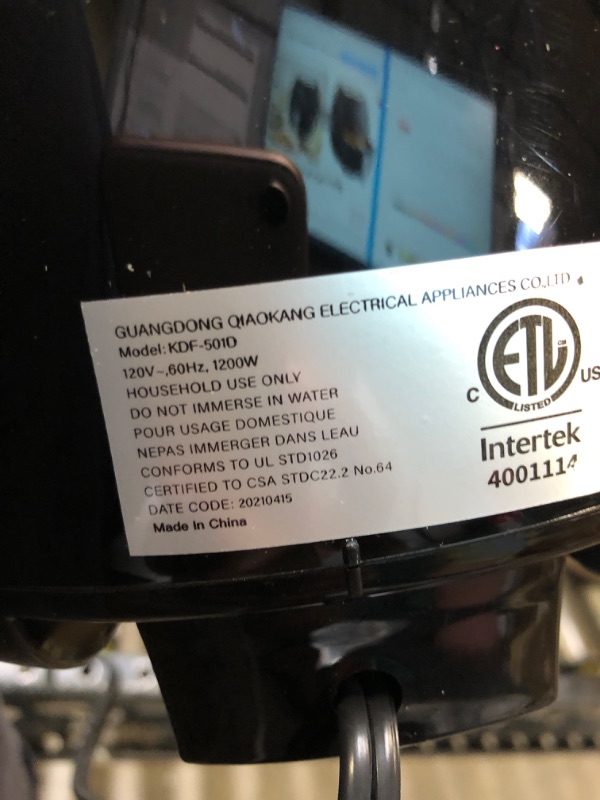 GUANGDONG QIAOKANG ELECTRICAL APPLIANCES CO.,LTD
Model: KDF-501D
120V~,60Hz, 1200W
HOUSEHOLD USE ONLY
DO NOT IMMERSE IN WATER
POUR USAGE DOMESTIQUE
NEPAS IMMERGER DANS LEAU
CONFORMS TO UL STD1026
CERTIFIED TO CSA STDC22.2 No.64
DATE CODE: 20210415
Made In China
ETL
LISTED
C US
Intertek
4001114